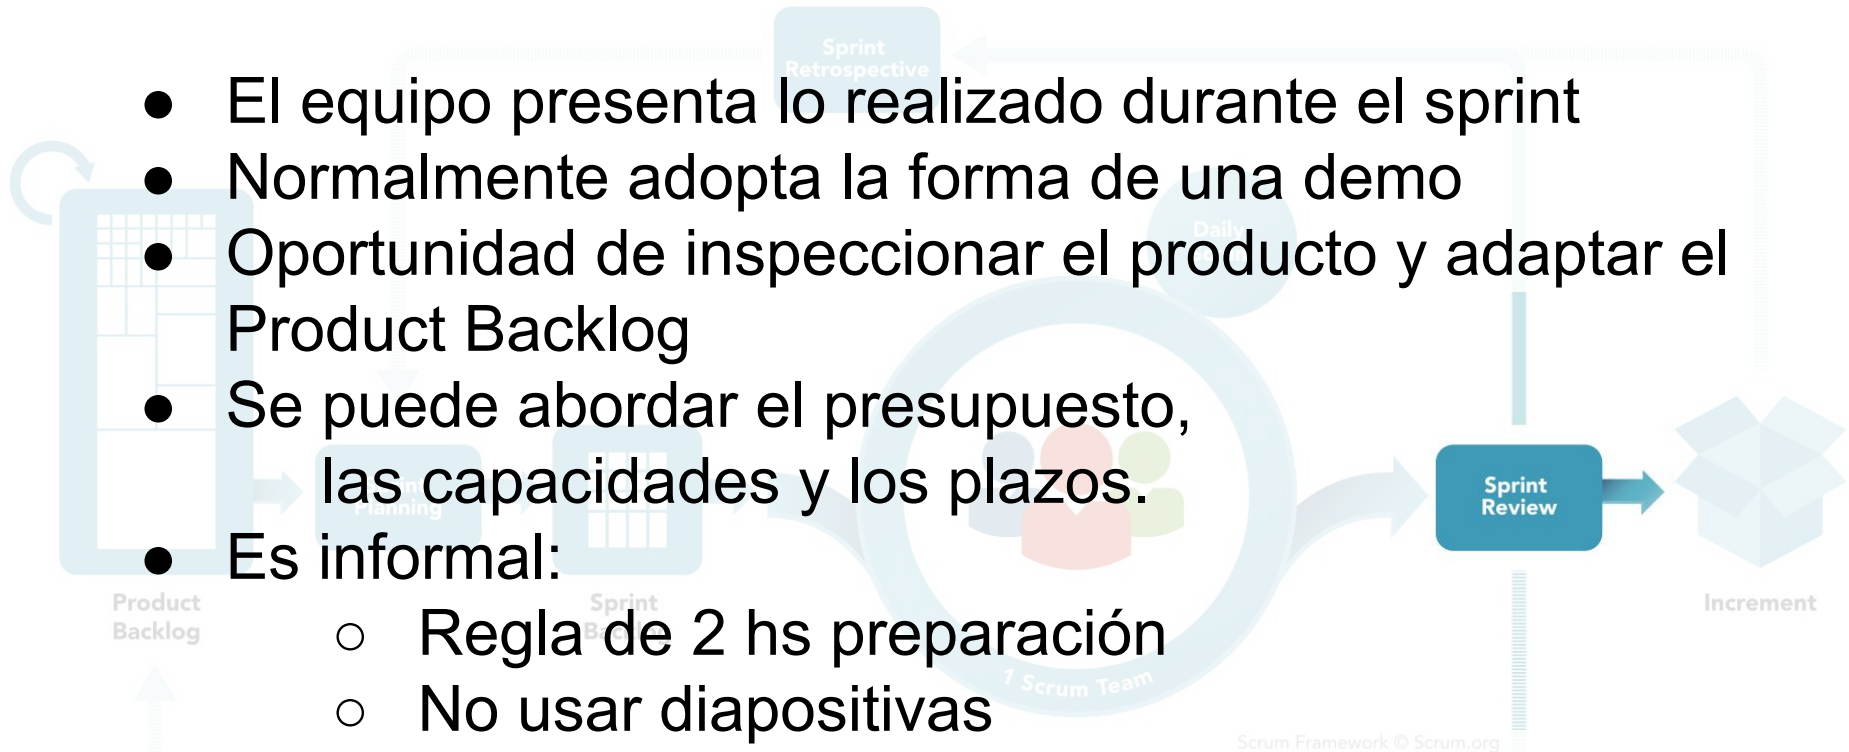 Sprint
Retrospective
● El equipo presenta lo realizado durante el sprint
● Normalmente adopta la forma de una demo
Daily
● Oportunidad de inspeccionar el producto y adaptar el
Product Backlog
● Se puede abordar el presupuesto,
las capacidades y los plazos.
Planning
Sprint
Review
● Es informal:
Product
Backlog
Sprint
Increment
○ Regla de 2 hs preparación
1 Scrum Team
○ No usar diapositivas
Scrum Framework © Scrum.org